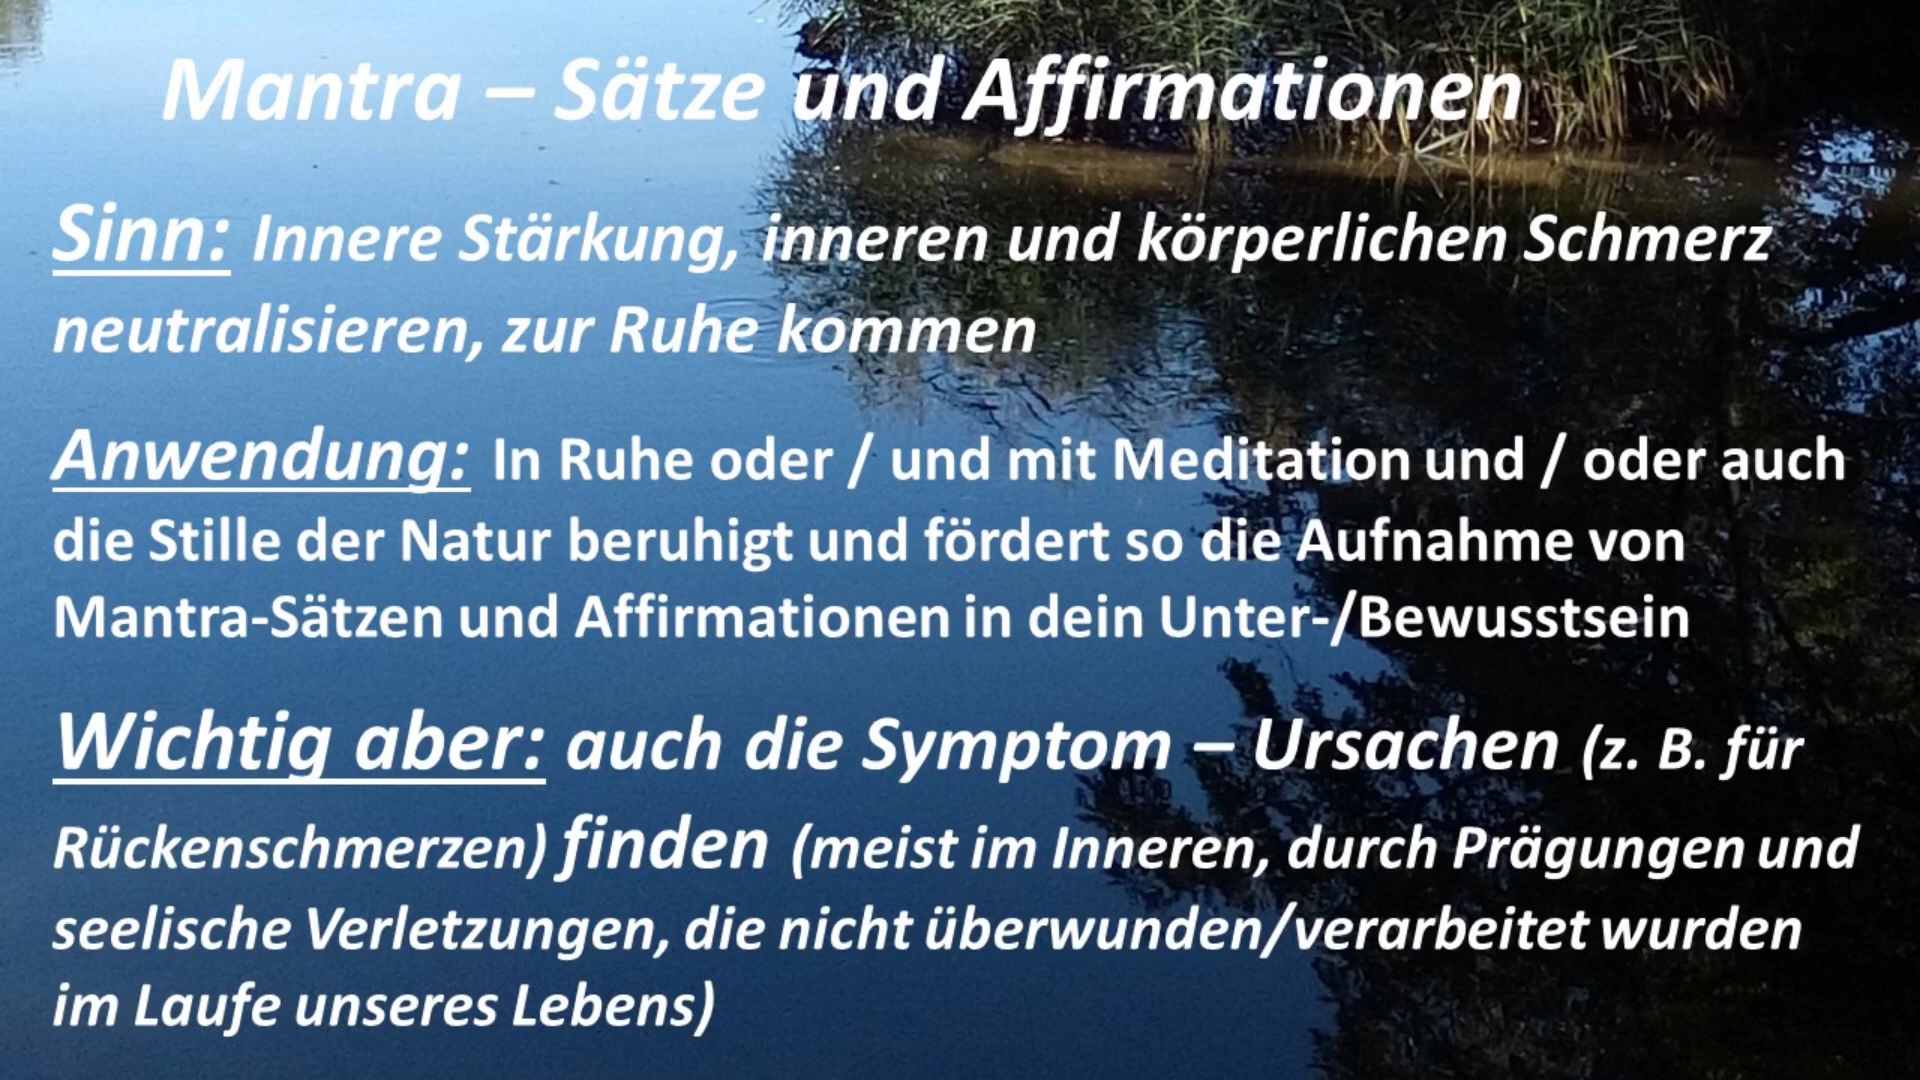 Mantra – Sätze und Affirmationen
Sinn: Innere Stärkung, inneren und körperlichen Schmerz
neutralisieren, zur Ruhe kommen
Anwendung: In Ruhe oder / und mit Meditation und / oder auch
die Stille der Natur beruhigt und fördert so die Aufnahme von
Mantra-Sätzen und Affirmationen in dein Unter-/Bewusstsein
Wichtig aber: auch die Symptom – Ursachen (z. B. für
Rückenschmerzen) finden (meist im Inneren, durch Prägungen und
seelische Verletzungen, die nicht überwunden/verarbeitet wurden
im Laufe unseres Lebens)